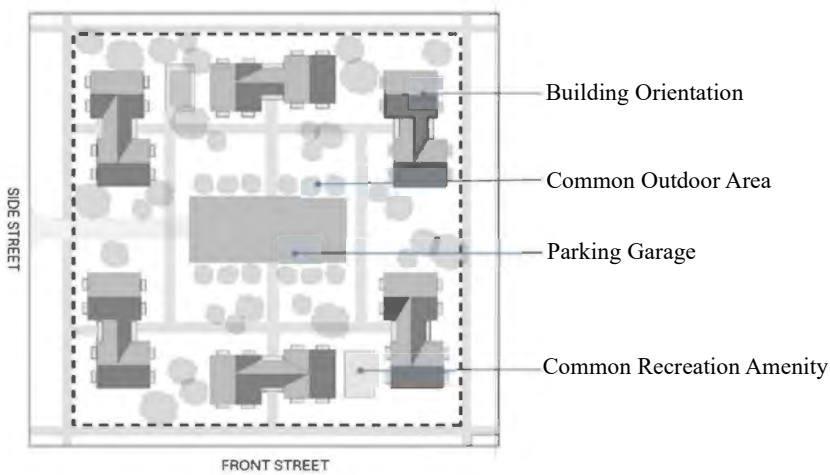 Building Orientation
Common Outdoor Area
SIDE STREET
Parking Garage
Common Recreation Amenity
FRONT STREET